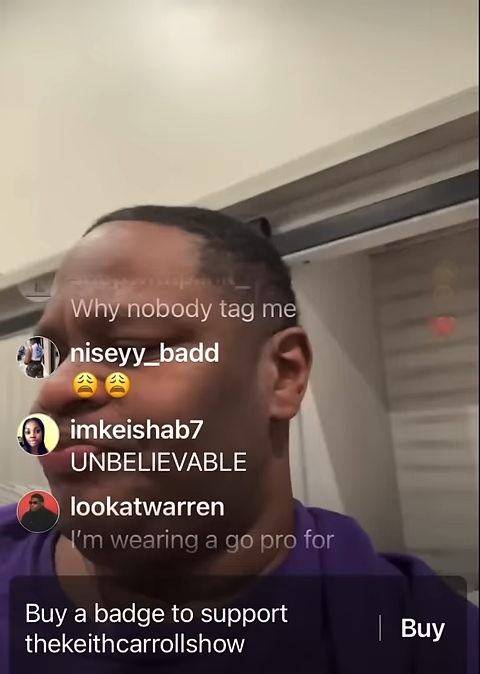 Why nobody tag me
niseyy_badd
😩😩
imkeishab7
UNBELIEVABLE
lookatwarren
I'm wearing a go pro for
Buy a badge to support
thekeithcarrollshow
Buy